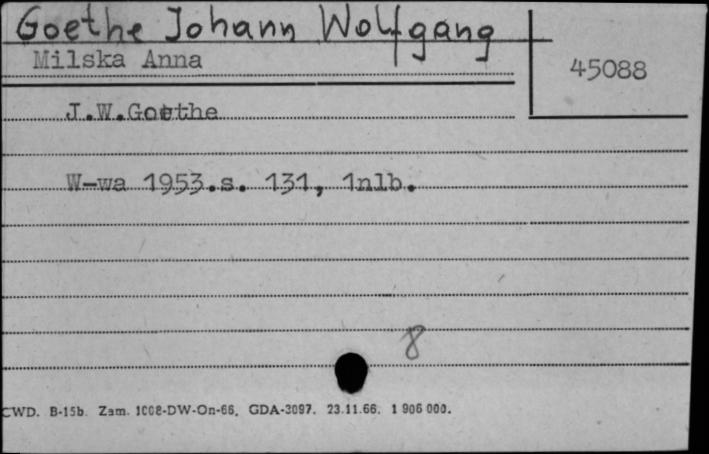 Goethe Johann Wolfgang
Milska Anna
45088
J.W.Goethe
W-wa 1953.s. 131, 1nlb.
8
CWD. B-15b. Zam. 1008-DW-On-66. GDA-3097. 23.11.66. 1 906 000.